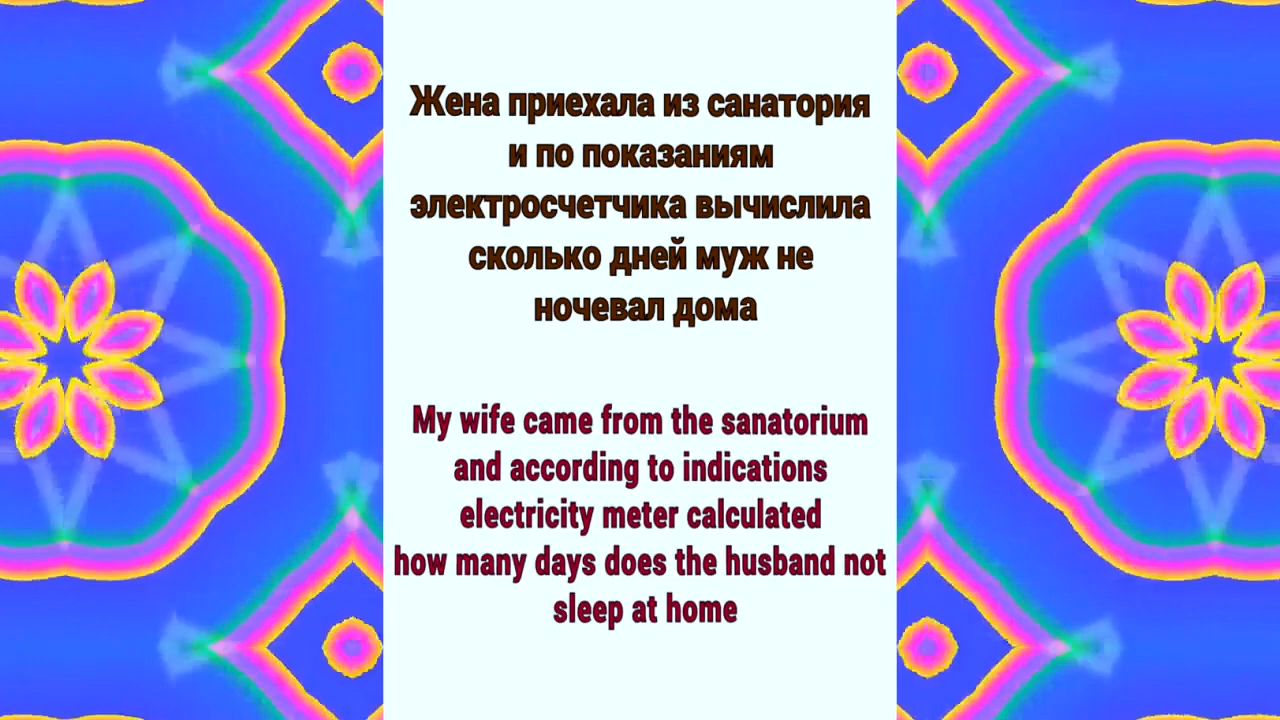 Жена приехала из санатория
и по показаниям
электросчетчика вычислила
сколько дней муж не
ночевал дома
My wife came from the sanatorium
and according to indications
electricity meter calculated
how many days does the husband not
sleep at home